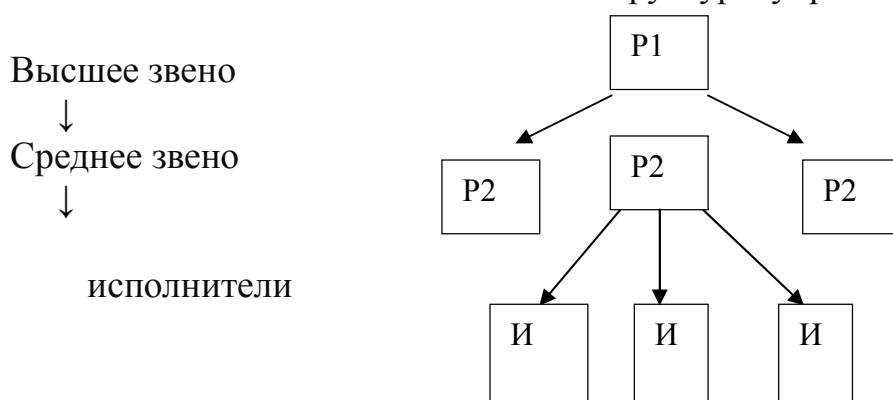 Р1
Высшее звено
↓
Среднее звено
Р2
Р2
Р2
↓
исполнители
И
И
И